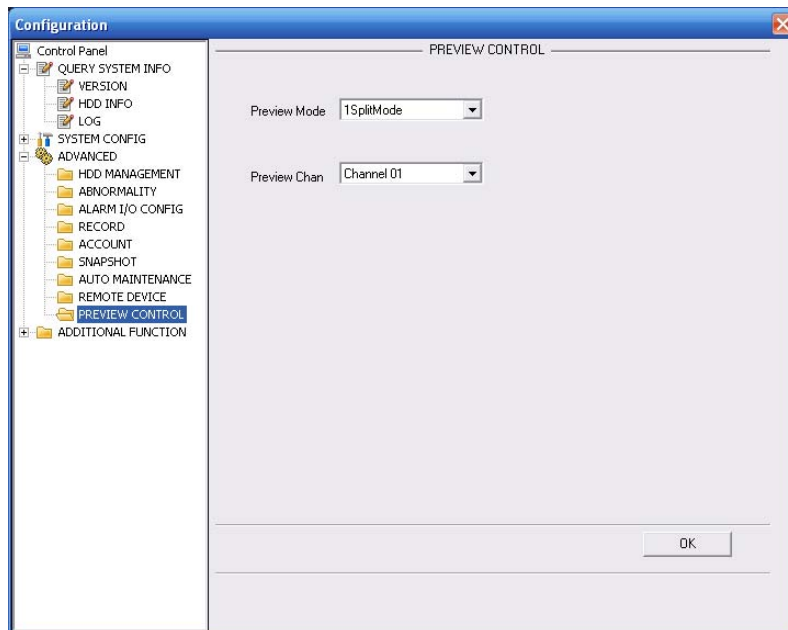 Configuration
Control Panel
QUERY SYSTEM INFO
VERSION
HDD INFO
LOG
SYSTEM CONFIG
ADVANCED
HDD MANAGEMENT
ABNORMALITY
ALARM I/O CONFIG
RECORD
ACCOUNT
SNAPSHOT
AUTO MAINTENANCE
REMOTE DEVICE
PREVIEW CONTROL
ADDITIONAL FUNCTION
PREVIEW CONTROL
Preview Mode 1SplitMode
Preview Chan Channel 01
OK